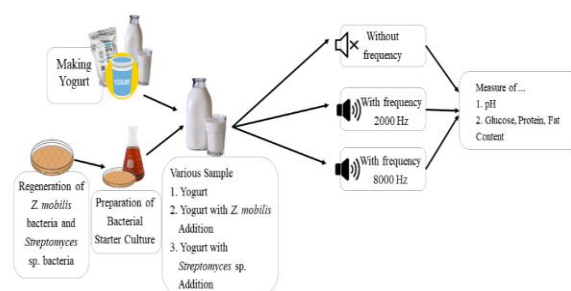 Making
Yogurt
YOGURT
Regeneration of
Z. mobilis
bacteria and
Streptomyces
sp. bacteria
Preparation of
Bacterial
Starter Culture
Various Sample
1. Yogurt
2. Yogurt with Z. mobilis
Addition
3. Yogurt with
Streptomyces sp.
Addition
Without
frequency
With frequency
2000 Hz
With frequency
8000 Hz
Measure of ...
1. pH
2. Glucose, Protein, Fat
Content